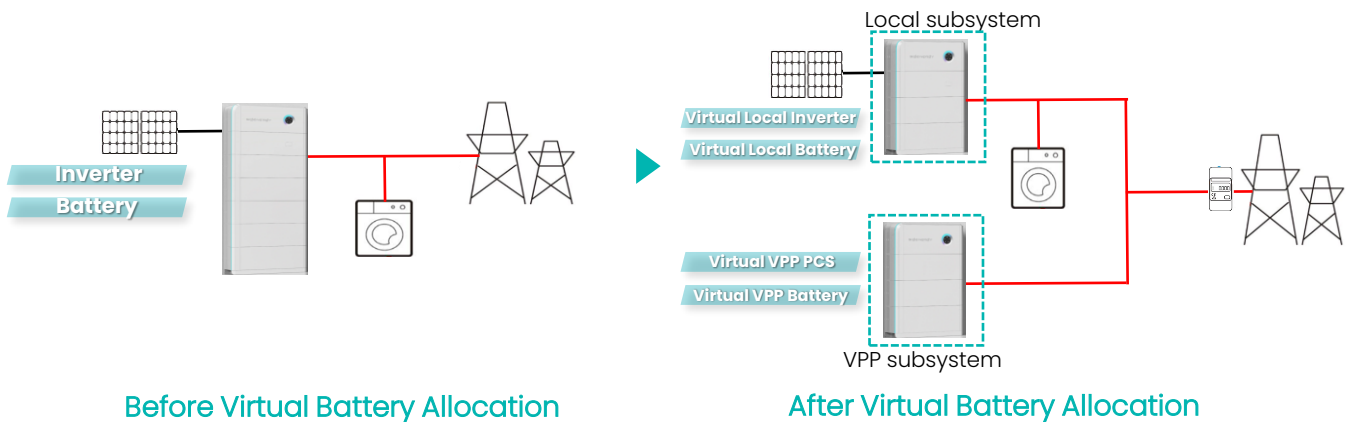 Inverter
Battery
Before Virtual Battery Allocation
Local subsystem
Virtual Local Inverter
Virtual Local Battery
Virtual VPP PCS
Virtual VPP Battery
VPP subsystem
After Virtual Battery Allocation